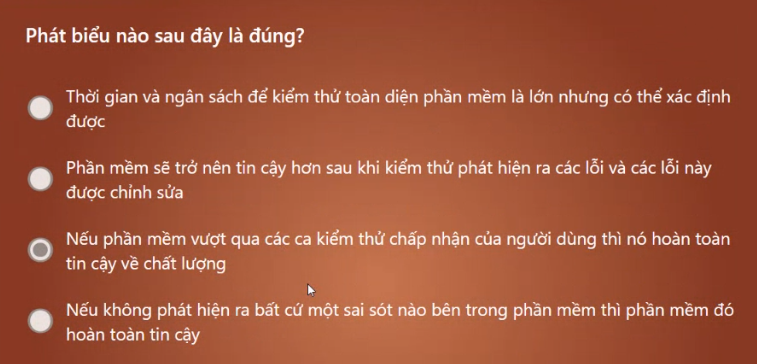 Phát biểu nào sau đây là đúng?
Thời gian và ngân sách để kiểm thử toàn diện phần mềm là lớn nhưng có thể xác định
được
Phần mềm sẽ trở nên tin cậy hơn sau khi kiểm thử phát hiện ra các lỗi và các lỗi này
được chỉnh sửa
Nếu phần mềm vượt qua các ca kiểm thử chấp nhận của người dùng thì nó hoàn toàn
tin cậy về chất lượng
Nếu không phát hiện ra bất cứ một sai sót nào bên trong phần mềm thì phần mềm đó
hoàn toàn tin cậy